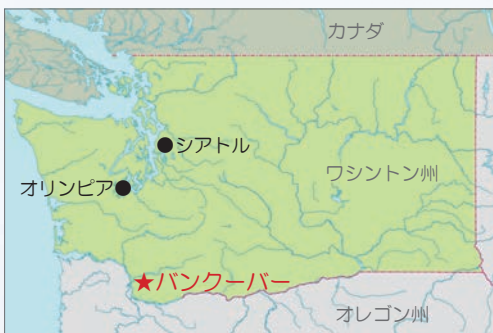 カナダ
シアトル
ワシントン州
オリンピア
★バンクーバー
オレゴン州